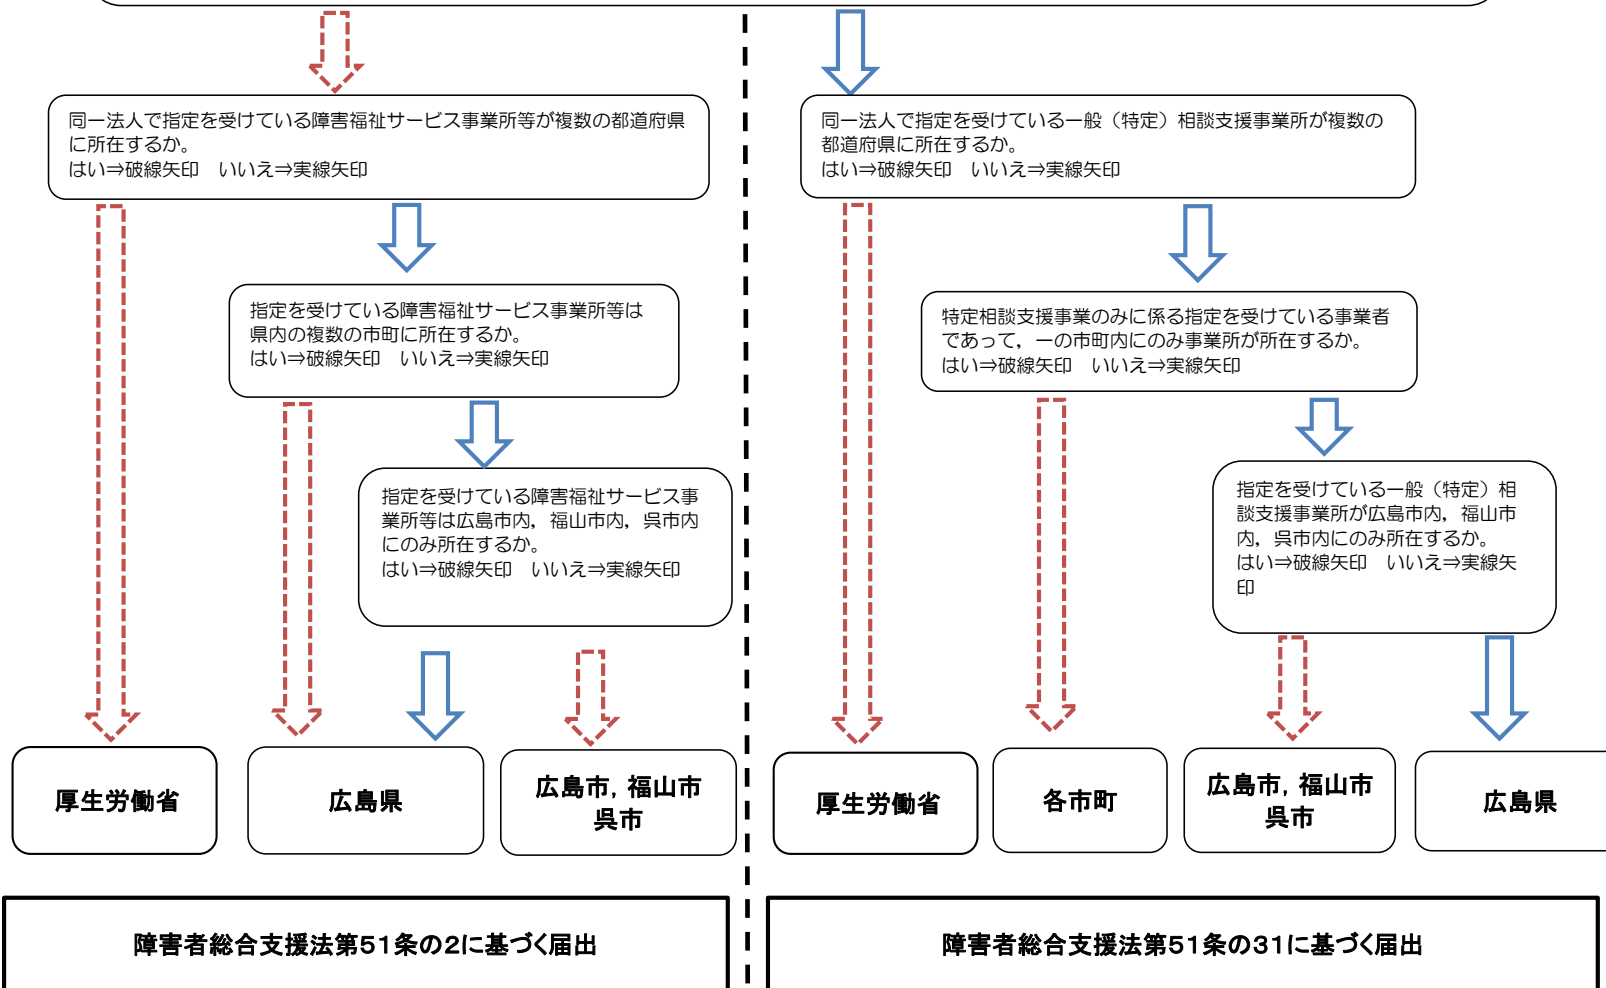 同一法人で指定を受けている障害福祉サービス事業所等が複数の都道府県
に所在するか。
はい⇒破線矢印　いいえ⇒実線矢印
指定を受けている障害福祉サービス事業所等は
県内の複数の市町に所在するか。
はい⇒破線矢印　いいえ⇒実線矢印
指定を受けている障害福祉サービス事
業所等は広島市内，福山市内，呉市内
にのみ所在するか。
はい⇒破線矢印　いいえ⇒実線矢印
厚生労働省
広島県
広島市，福山市
呉市
障害者総合支援法第51条の2に基づく届出
同一法人で指定を受けている一般（特定）相談支援事業所が複数の
都道府県に所在するか。
はい⇒破線矢印　いいえ⇒実線矢印
特定相談支援事業のみに係る指定を受けている事業者
であって，一の市町内にのみ事業所が所在するか。
はい⇒破線矢印　いいえ⇒実線矢印
指定を受けている一般（特定）相
談支援事業所が広島市内，福山市
内，呉市内にのみ所在するか。
はい⇒破線矢印　いいえ⇒実線矢
印
厚生労働省
各市町
広島市，福山市
呉市
広島県
障害者総合支援法第51条の31に基づく届出